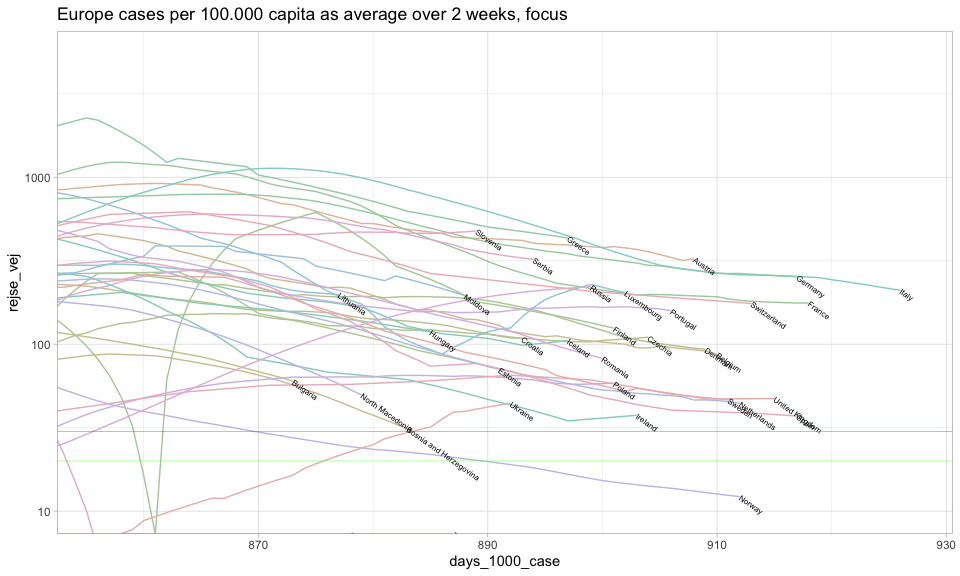 Europe cases per 100.000 capita as average over 2 weeks, focus
rejse_vej
1000
100
10
Slovenia
Greece
Serbia
Austria
Germany
Italy
Lithuania
Moldova
Russia
Luxembourg
Portugal
Switzerland
France
Hungary
Croatia
Iceland
Finland
Czechia
Romania
Estonia
Bulgaria
North Macedonia
Ukraine
Poland
Ireland
Sweden
Netherlands
United Kingdom
Bosnia and Herzegovina
Norway
870
890
910
930
days_1000_case